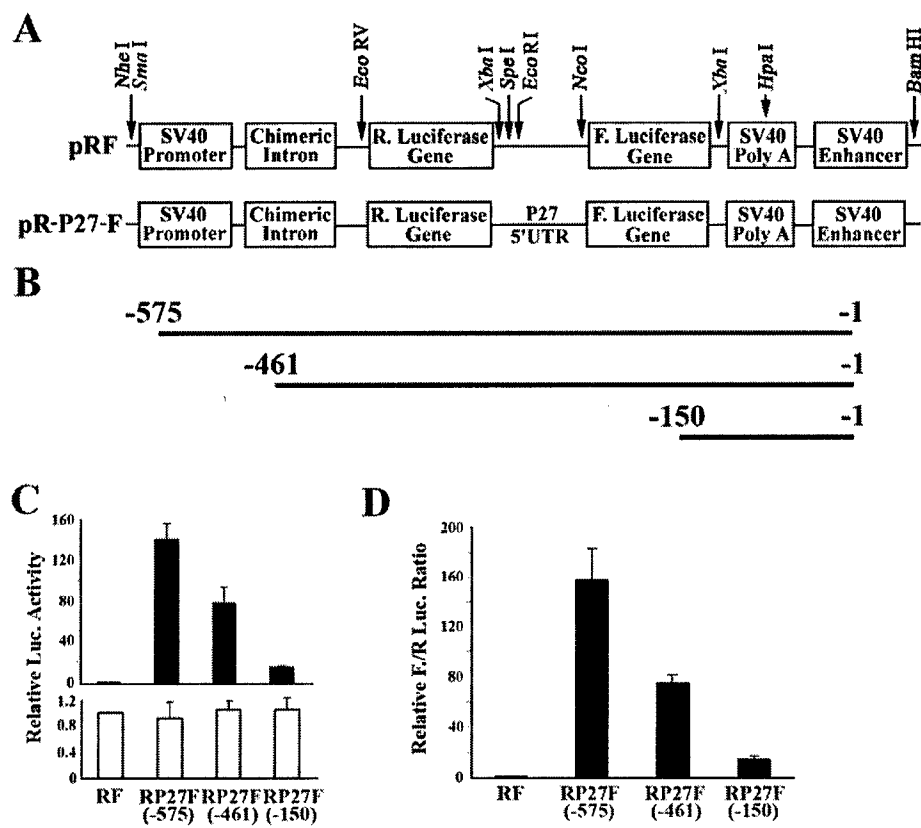 A
Nhe I
Sma I
Eco RV
Xba I
Spe I
Eco RI
Nco I
Xba I
Hpa I
Bam HI
pRF
SV40
Promoter
Chimeric
Intron
R. Luciferase
Gene
F. Luciferase
Gene
SV40
Poly A
SV40
Enhancer
pR-P27-F
SV40
Promoter
Chimeric
Intron
R. Luciferase
Gene
P27
5'UTR
F. Luciferase
Gene
SV40
Poly A
SV40
Enhancer
B
-575
-1
-461
-1
-150
-1
C
Relative Luc. Activity
160
120
80
40
0
1.2
0.8
0.4
0
RF
RP27F
(-575)
RP27F
(-461)
RP27F
(-150)
D
Relative F./R Luc. Ratio
200
160
120
80
40
0
RF
RP27F
(-575)
RP27F
(-461)
RP27F
(-150)